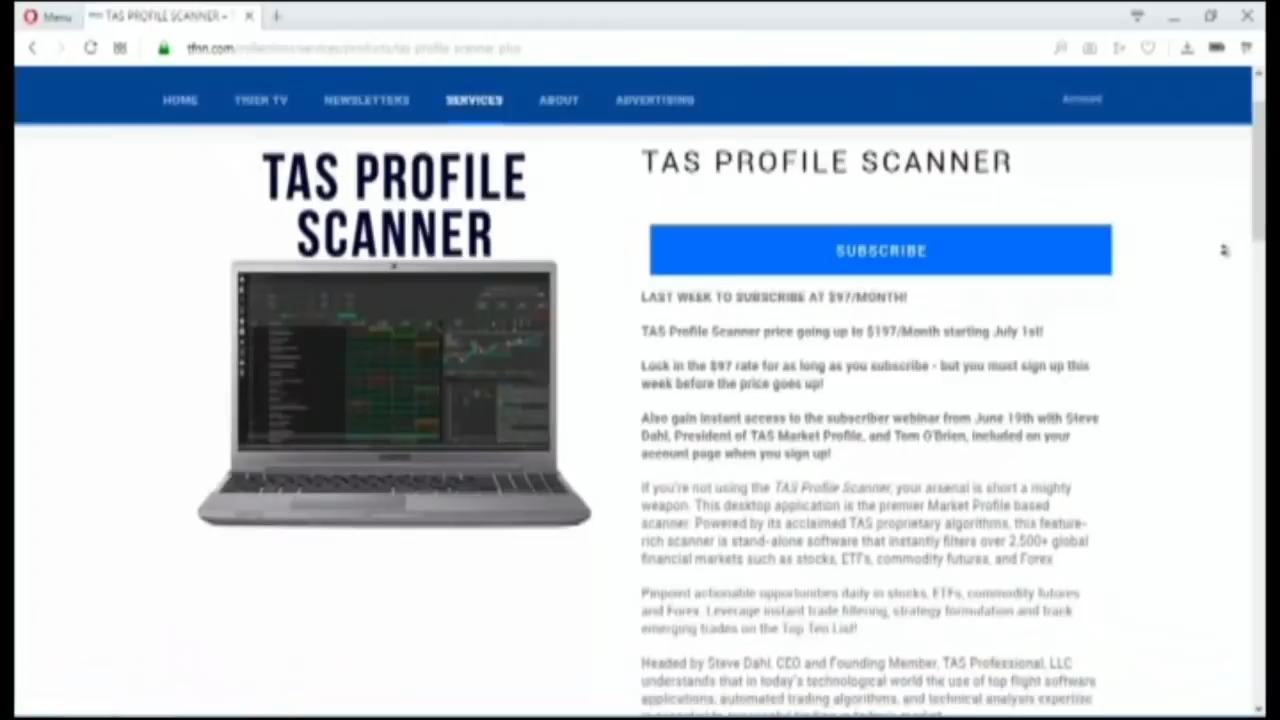 Menu
TAS PROFILE SCANNER -
tfnn.com/collections/services/products/tas-profile-scanner-plus
HOME TIGER TV NEWSLETTERS SERVICES ABOUT ADVERTISING Account
TAS PROFILE
SCANNER
TAS PROFILE SCANNER
SUBSCRIBE
LAST WEEK TO SUBSCRIBE AT $97/MONTH!
TAS Profile Scanner price going up to $197/Month starting July 1st!
Lock in the $97 rate for as long as you subscribe - but you must sign up this
week before the price goes up!
Also gain instant access to the subscriber webinar from June 19th with Steve
Dahl, President of TAS Market Profile, and Tom O'Brien, included on your
account page when you sign up!
If you're not using the TAS Profile Scanner, your arsenal is short a mighty
weapon. This desktop application is the premier Market Profile based
scanner. Powered by its acclaimed TAS proprietary algorithms, this feature-
rich scanner is stand-alone software that instantly filters over 2,500+ global
financial markets such as stocks, ETFs, commodity futures, and Forex
Pinpoint actionable opportunities daily in stocks, ETFs, commodity futures
and Forex. Leverage instant trade filtering, strategy formulation and track
emerging trades on the Top Ten List!
Headed by Steve Dahl, CEO and Founding Member, TAS Professional, LLC
understands that in today's technological world the use of top flight software
applications, automated trading algorithms, and technical analysis expertise